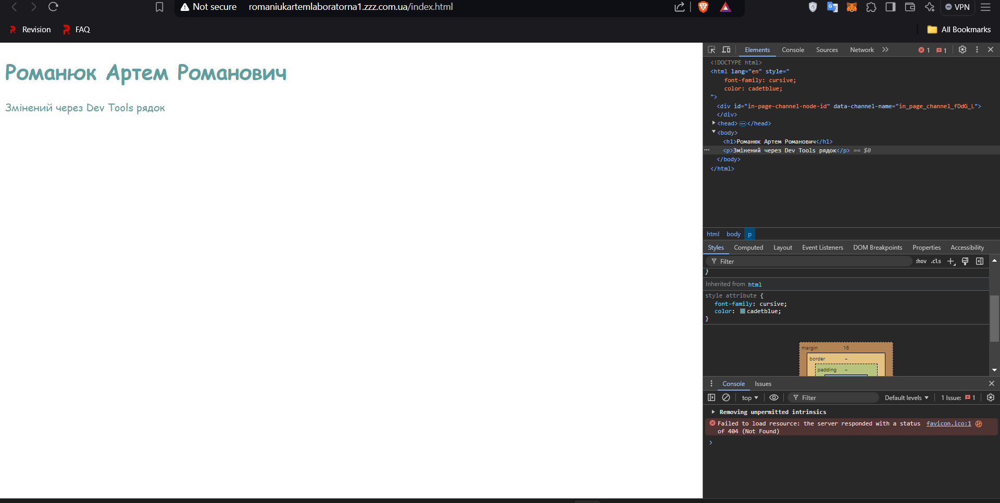 Not secure romaniukartemlaboratorna1.zzz.com.ua/index.html VPN
Revision FAQ All Bookmarks
Романюк Артем Романович
Змінений через Dev Tools рядок
Elements Console Sources Network 1 1
<!DOCTYPE html>
<html lang="en" style="
font-family: cursive;
color: cadetblue;
">
<div id="in-page-channel-node-id" data-channel-name="in_page_channel_fDdG_L">
</div>
<head>…</head>
<body>
<h1>Романюк Артем Романович</h1>
<p>Змінений через Dev Tools рядок</p> == $0
</body>
</html>
html body p
Styles Computed Layout Event Listeners DOM Breakpoints Properties Accessibility
Filter :hov .cls
}
Inherited from html
style attribute {
font-family: cursive;
color: cadetblue;
}
margin 16
border –
padding –
Console Issues
top Filter Default levels 1 Issue: 1
Removing unpermitted intrinsics
Failed to load resource: the server responded with a status favicon.ico:1
of 404 (Not Found)